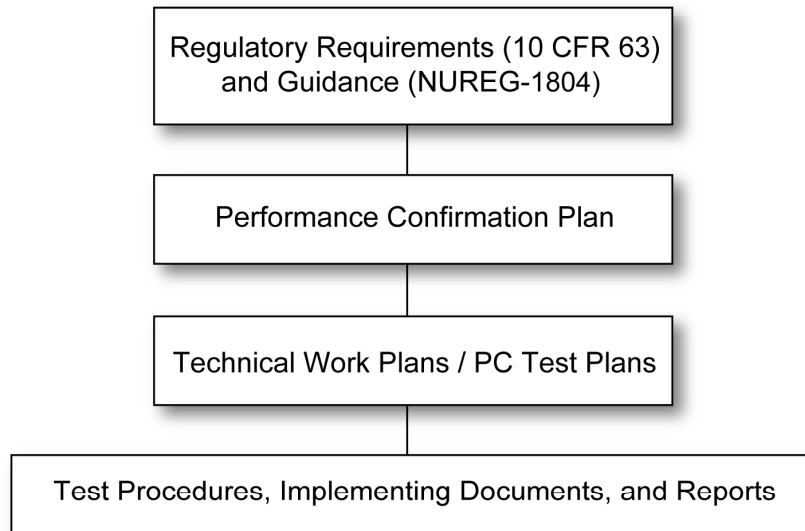 Regulatory Requirements (10 CFR 63)
and Guidance (NUREG-1804)
Performance Confirmation Plan
Technical Work Plans / PC Test Plans
Test Procedures, Implementing Documents, and Reports